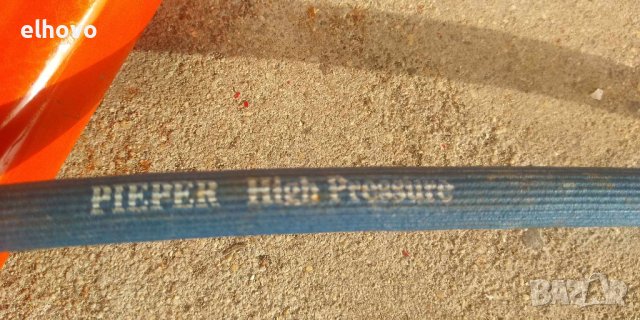 elhovo
PIEPER High Pressure
BAZAR